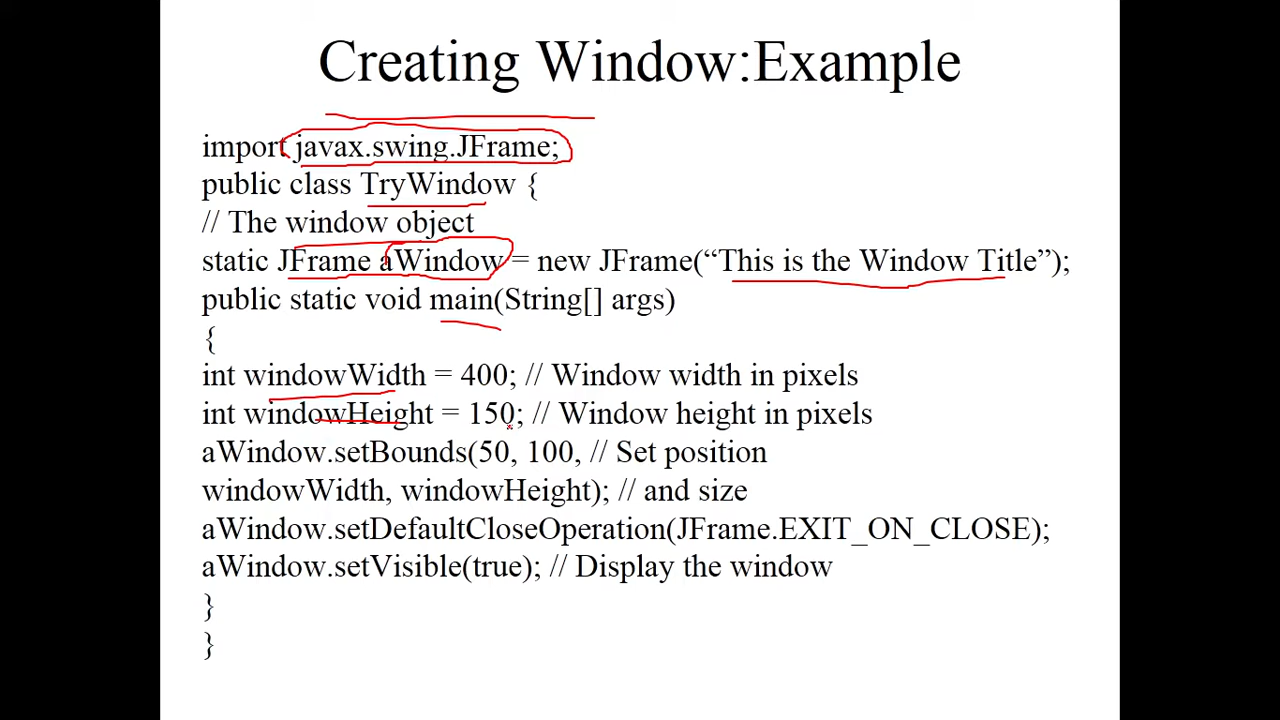 Creating Window:Example
import javax.swing.JFrame;
public class TryWindow {
// The window object
static JFrame aWindow = new JFrame(“This is the Window Title”);
public static void main(String[] args)
{
int windowWidth = 400; // Window width in pixels
int windowHeight = 150; // Window height in pixels
aWindow.setBounds(50, 100, // Set position
windowWidth, windowHeight); // and size
aWindow.setDefaultCloseOperation(JFrame.EXIT_ON_CLOSE);
aWindow.setVisible(true); // Display the window
}
}